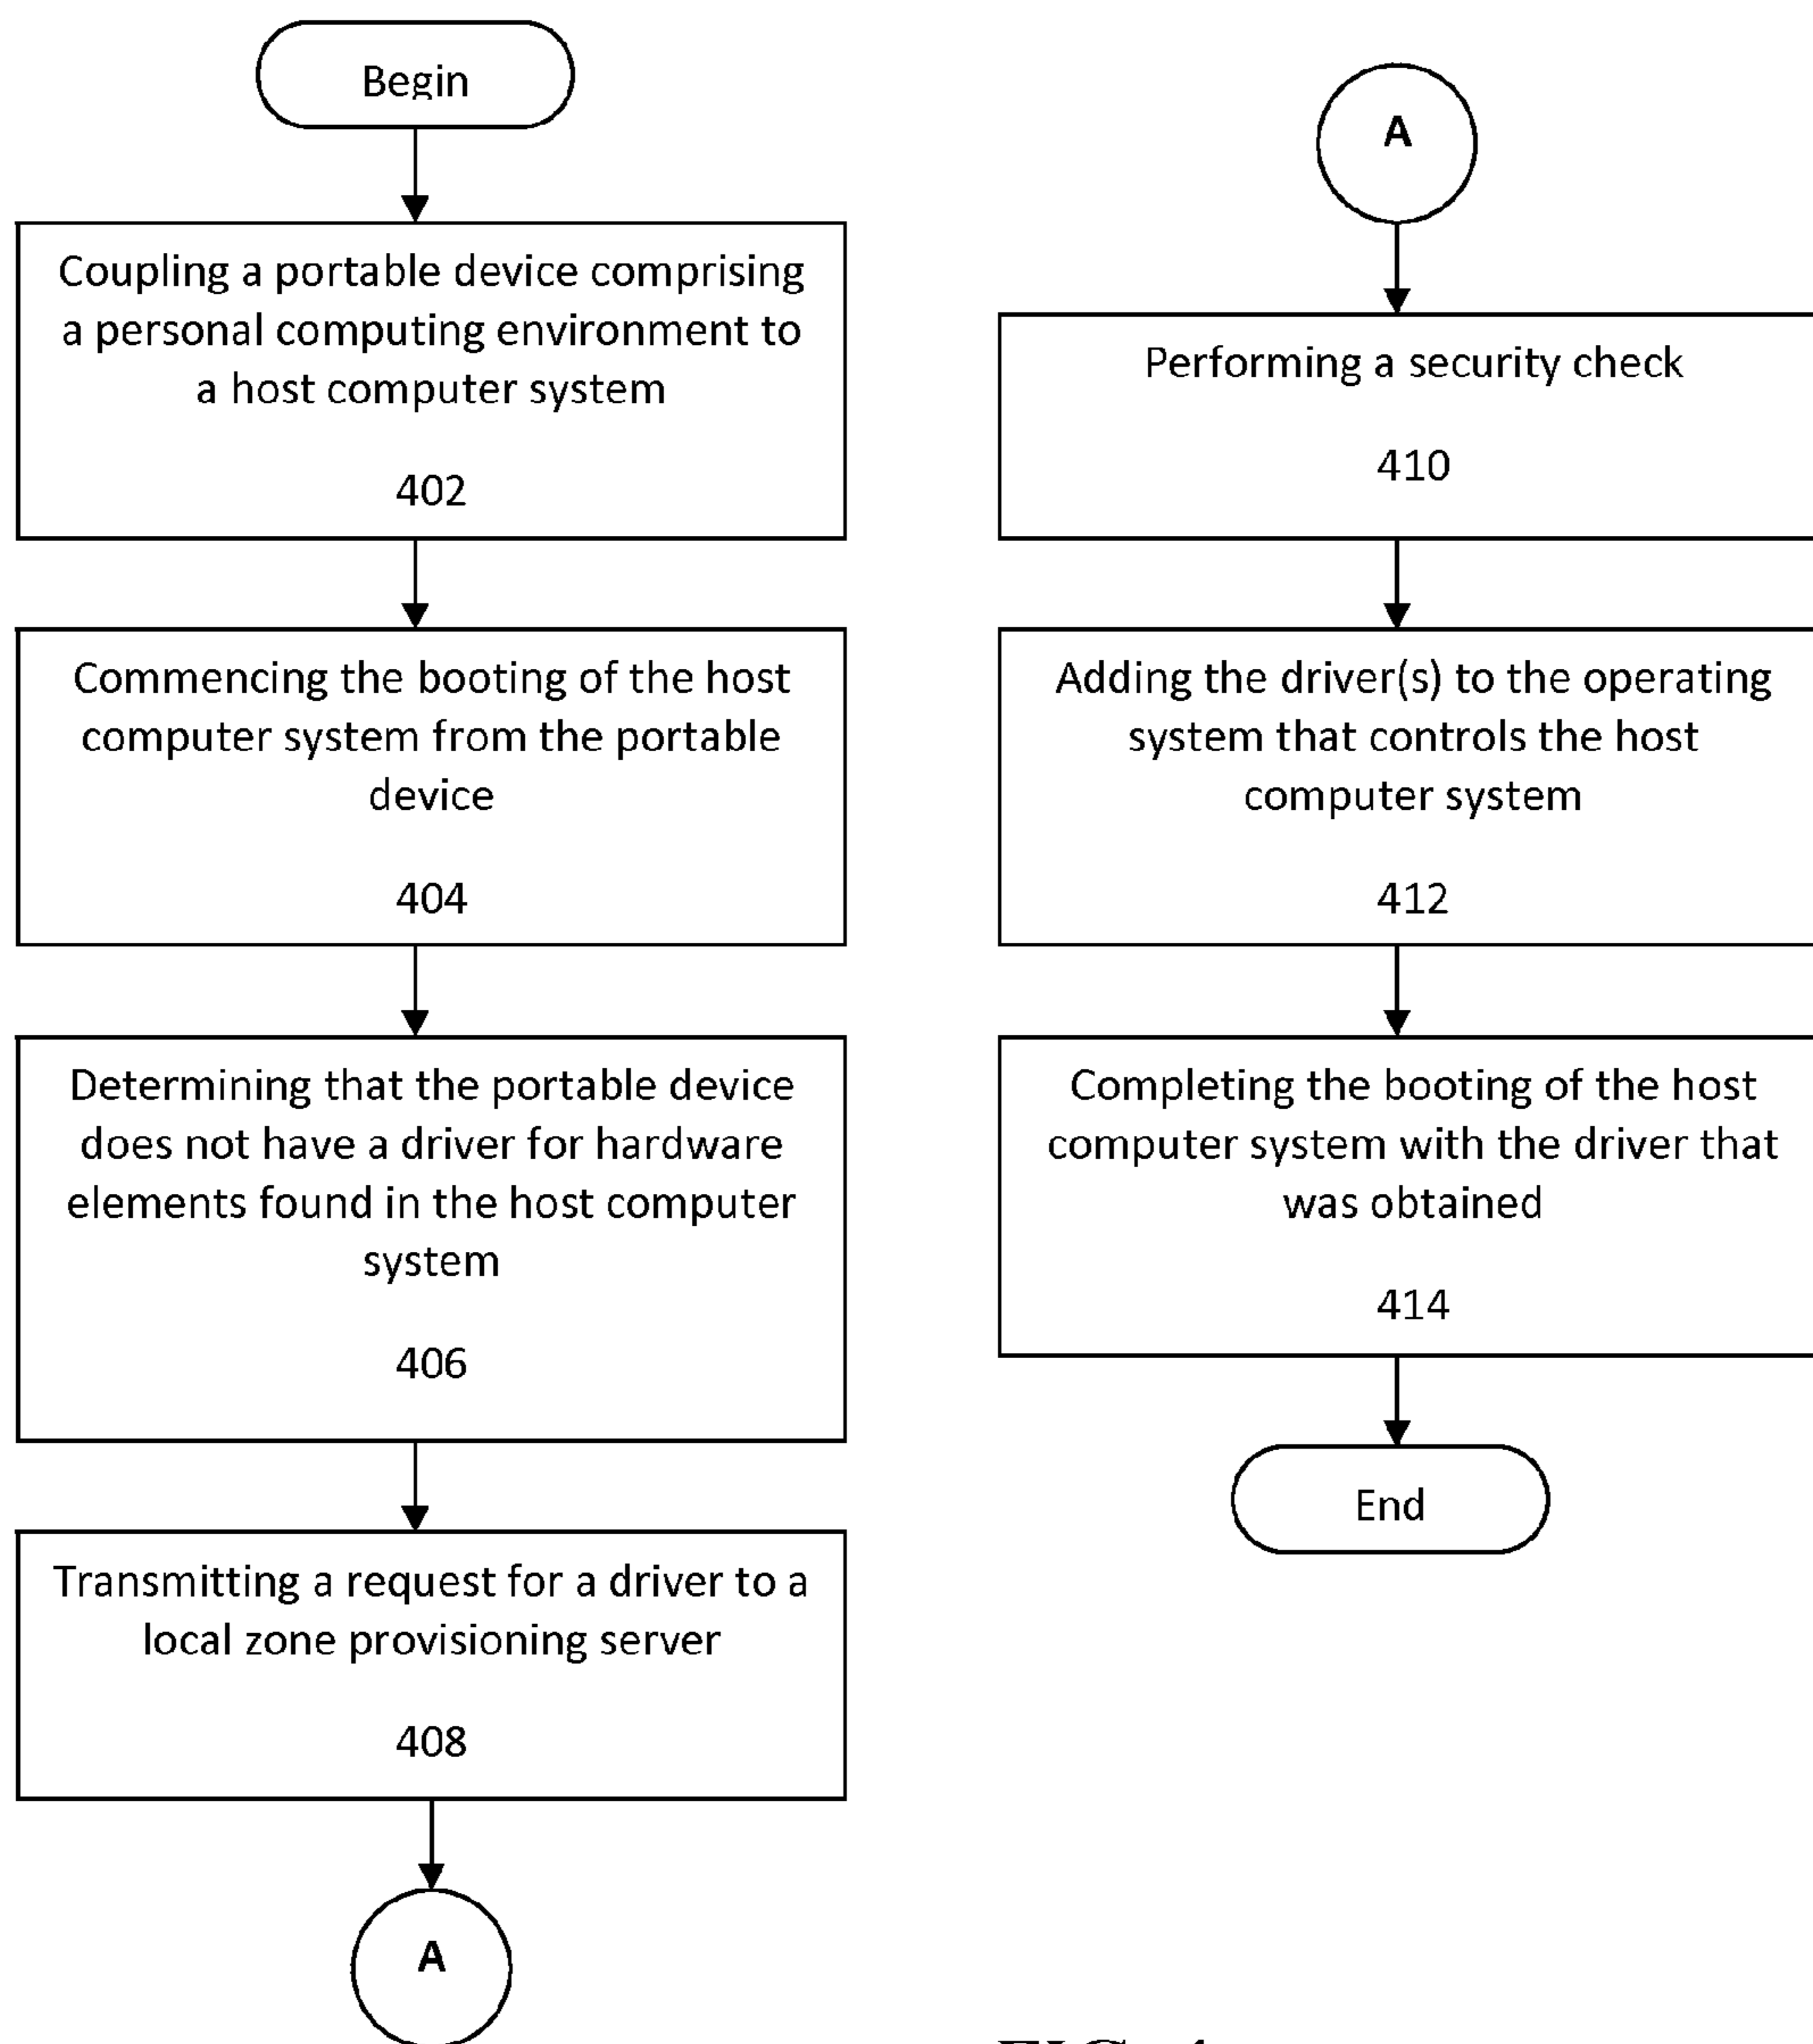 Begin
Coupling a portable device comprising
a personal computing environment to
a host computer system
402
Commencing the booting of the host
computer system from the portable
device
404
Determining that the portable device
does not have a driver for hardware
elements found in the host computer
system
406
Transmitting a request for a driver to a
local zone provisioning server
408
A
A
Performing a security check
410
Adding the driver(s) to the operating
system that controls the host
computer system
412
Completing the booting of the host
computer system with the driver that
was obtained
414
End